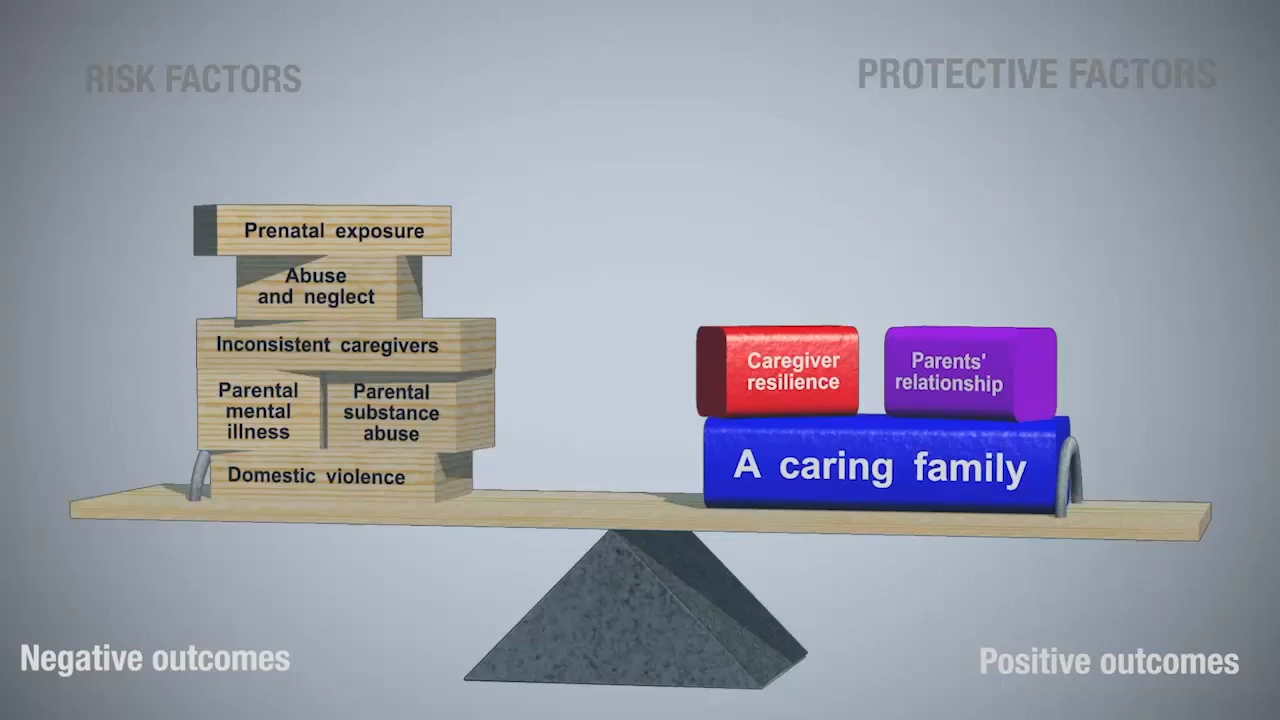 RISK FACTORS
PROTECTIVE FACTORS
Prenatal exposure
Abuse
and neglect
Inconsistent caregivers
Parental
mental
illness
Parental
substance
abuse
Domestic violence
Caregiver
resilience
Parents'
relationship
A caring family
Negative outcomes
Positive outcomes